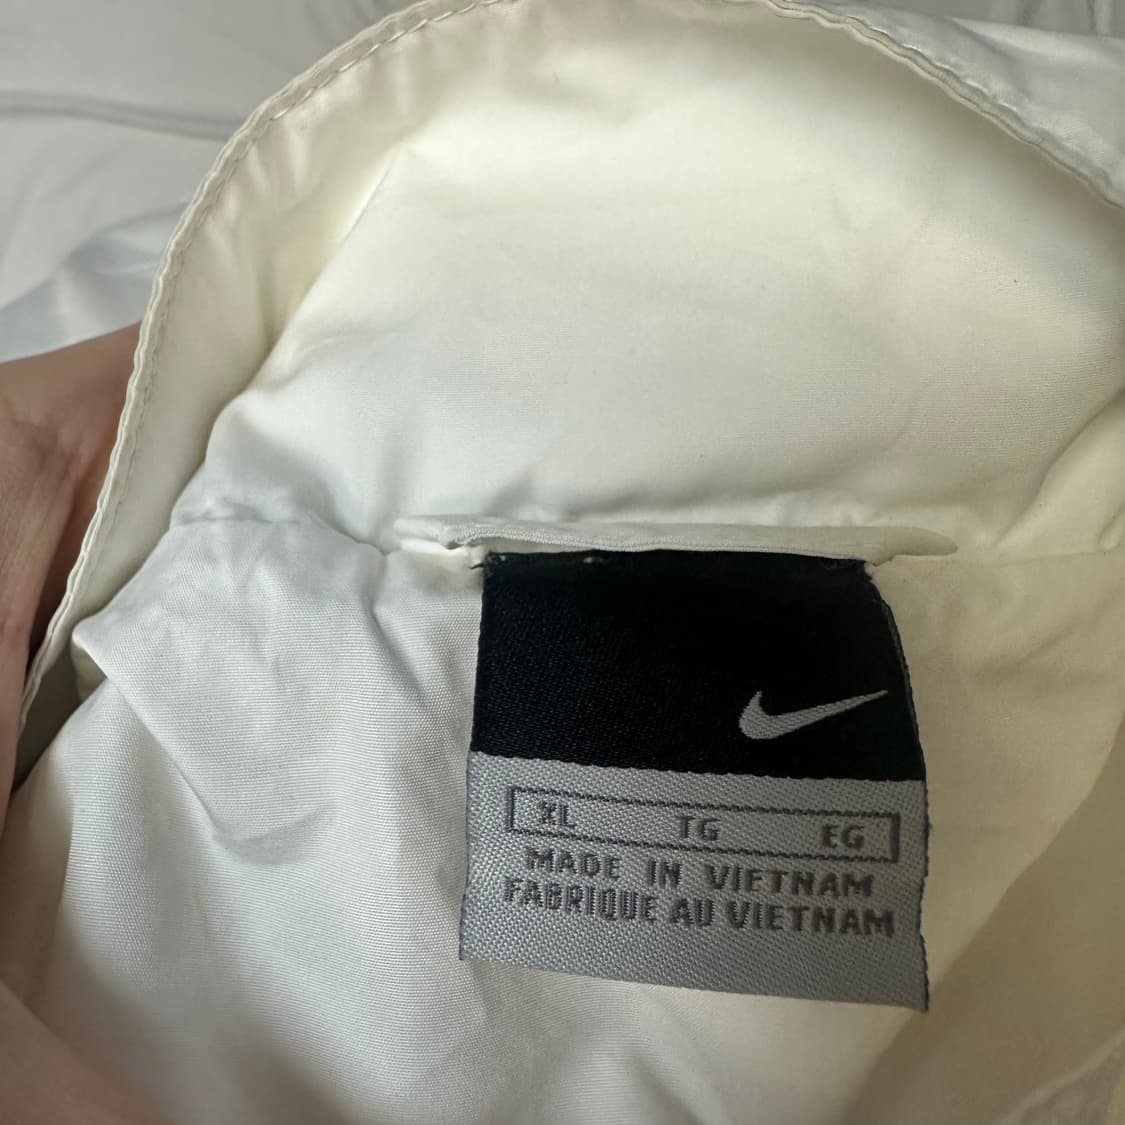 XL TG EG
MADE IN VIETNAM
FABRIQUE AU VIETNAM